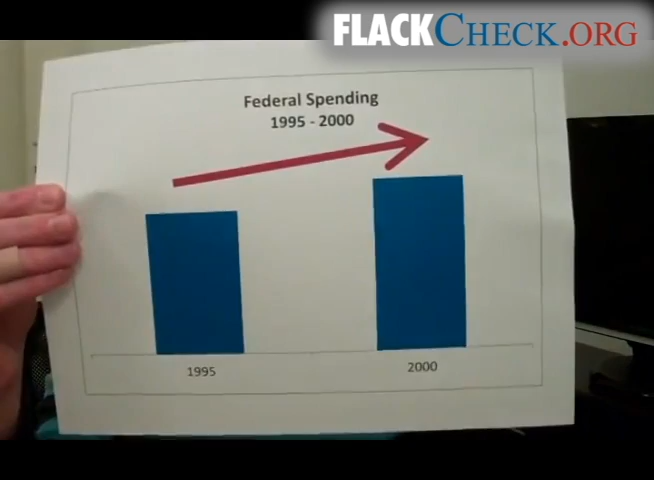 FLACKCHECK.ORG
Federal Spending
1995 - 2000
1995
2000